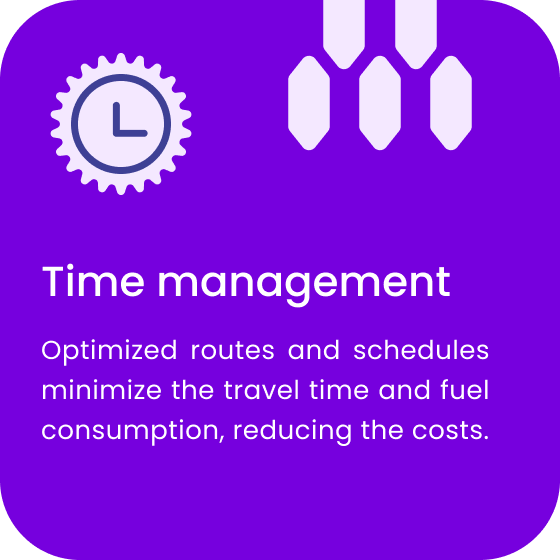 Time management
Optimized routes and schedules
minimize the travel time and fuel
consumption, reducing the costs.